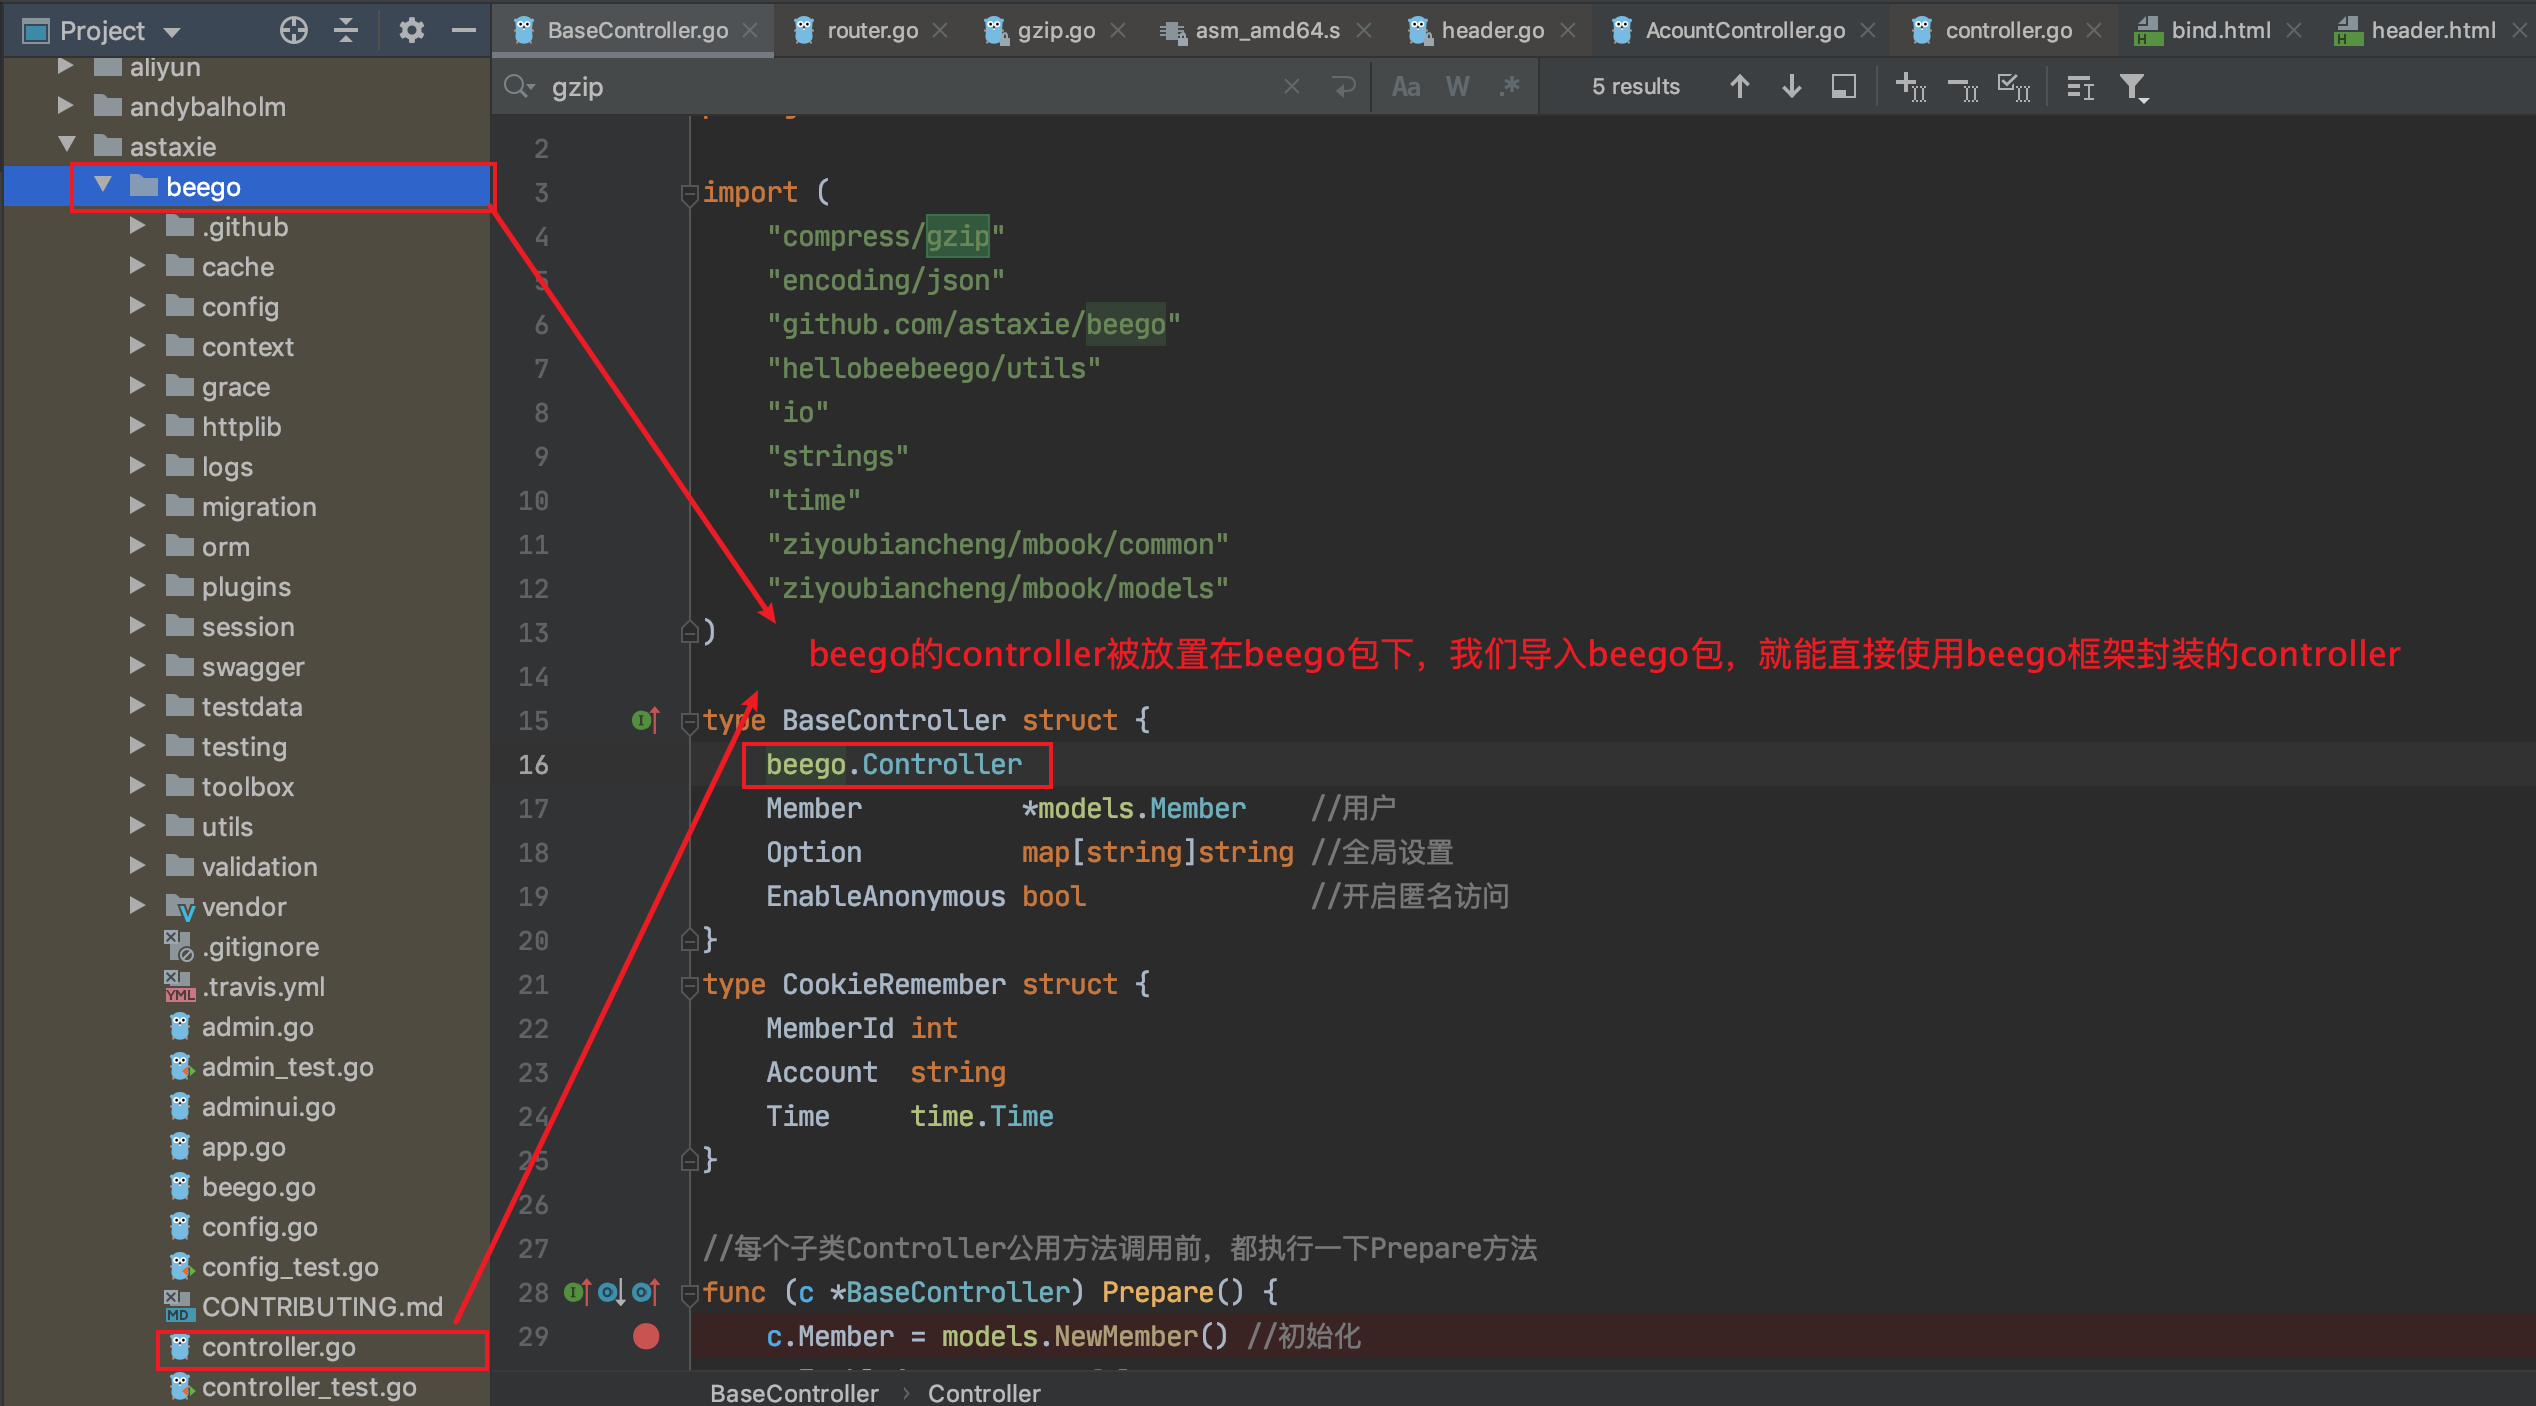 Project
BaseController.go
router.go
gzip.go
asm_amd64.s
header.go
AcountController.go
controller.go
bind.html
header.html
gzip
Aa W .*
5 results
aliyun
andybalholm
astaxie
beego
.github
cache
config
context
grace
httplib
logs
migration
orm
plugins
session
swagger
testdata
testing
toolbox
utils
validation
vendor
.gitignore
.travis.yml
admin.go
admin_test.go
adminui.go
app.go
beego.go
config.go
config_test.go
CONTRIBUTING.md
controller.go
controller_test.go
2
3 import (
4 "compress/gzip"
5 "encoding/json"
6 "github.com/astaxie/beego"
7 "hellobeebeego/utils"
8 "io"
9 "strings"
10 "time"
11 "ziyoubiancheng/mbook/common"
12 "ziyoubiancheng/mbook/models"
13 )
beego的controller被放置在beego包下，我们导入beego包，就能直接使用beego框架封装的controller
14
15 type BaseController struct {
16 beego.Controller
17 Member *models.Member //用户
18 Option map[string]string //全局设置
19 EnableAnonymous bool //开启匿名访问
20 }
21 type CookieRemember struct {
22 MemberId int
23 Account string
24 Time time.Time
25 }
26
27 //每个子类Controller公用方法调用前，都执行一下Prepare方法
28 func (c *BaseController) Prepare() {
29 c.Member = models.NewMember() //初始化
BaseController › Controller